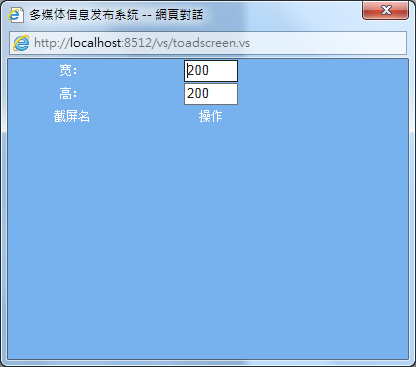 多媒体信息发布系统 -- 網頁對話
http://localhost:8512/vs/toadscreen.vs
宽： 200
高： 200
截屏名 操作